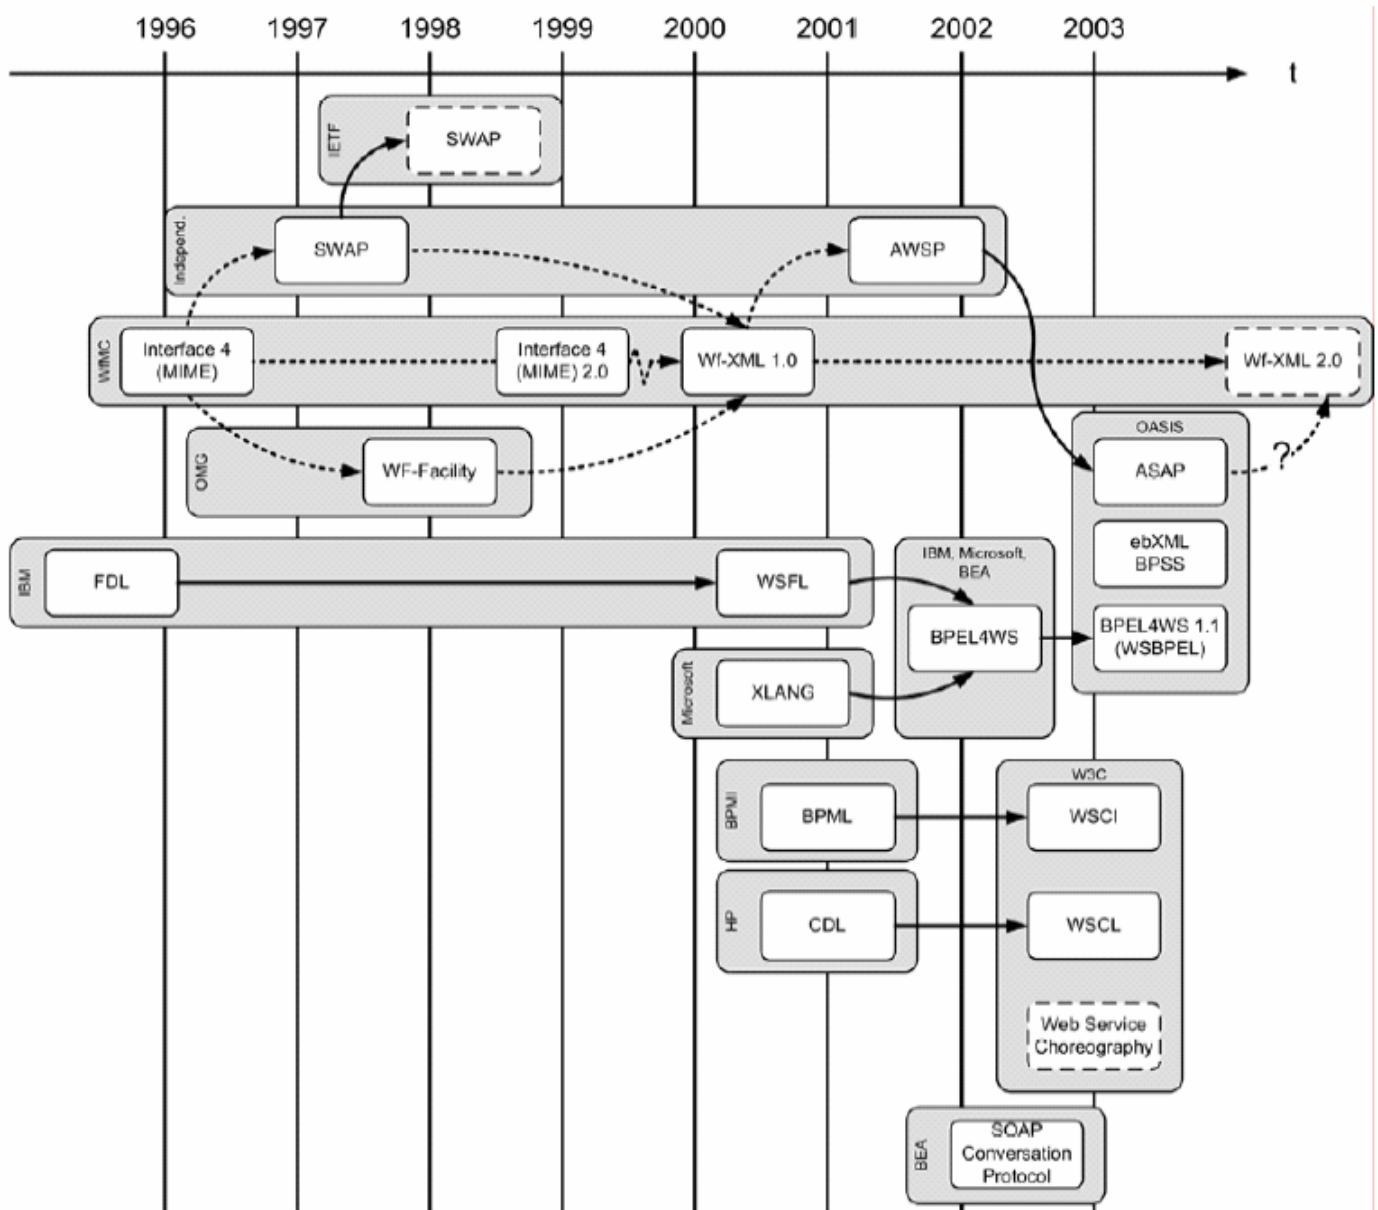 1996 1997 1998 1999 2000 2001 2002 2003
t
IETF
SWAP
Independ.
SWAP
AWSP
WfMC
Interface 4
(MIME)
Interface 4
(MIME) 2.0
Wf-XML 1.0
Wf-XML 2.0
OMG
WF-Facility
OASIS
ASAP
?
ebXML
BPSS
BPEL4WS 1.1
(WSBPEL)
IBM
FDL
WSFL
IBM, Microsoft,
BEA
BPEL4WS
Microsoft
XLANG
BPMI
BPML
W3C
WSCI
HP
CDL
WSCL
Web Service
Choreography
BEA
SOAP
Conversation
Protocol